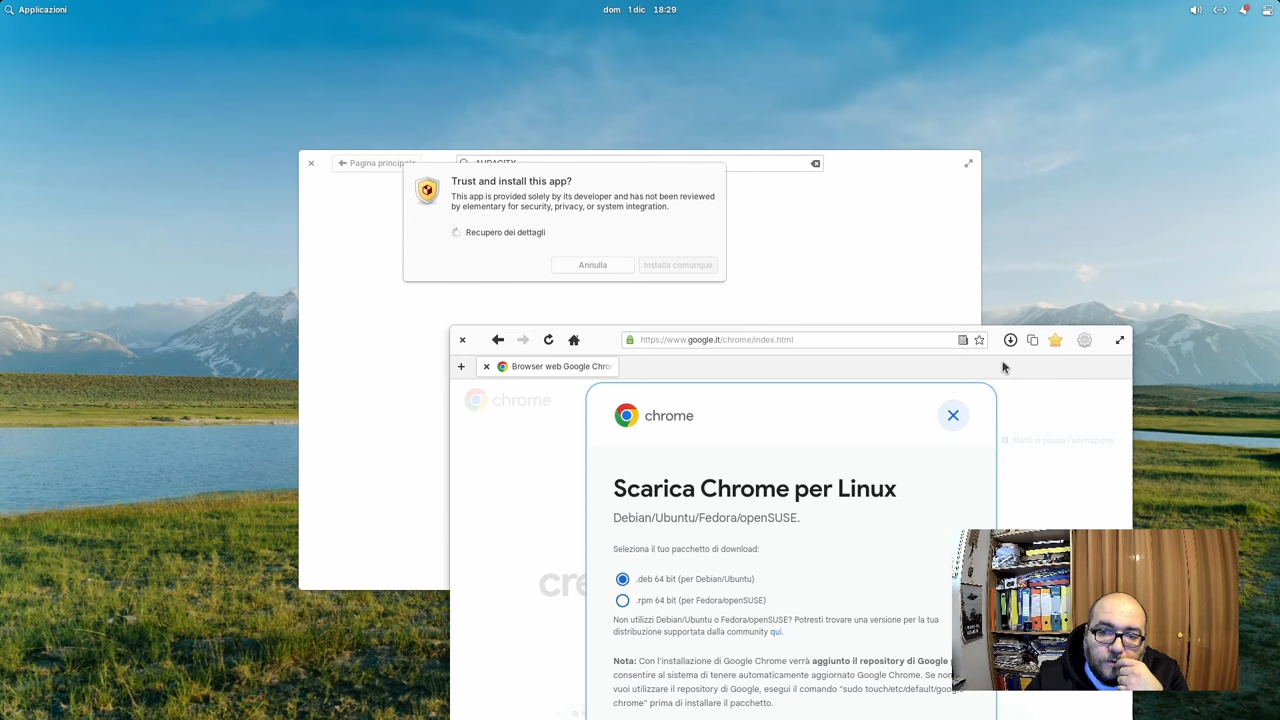 Applicazioni
dom 1 dic 18:29
Pagina principale
AUDACITY
Trust and install this app?
This app is provided solely by its developer and has not been reviewed
by elementary for security, privacy, or system integration.
Recupero dei dettagli
Annulla
Installa comunque
https://www.google.it/chrome/index.html
Browser web Google Chro
chrome
chrome
Metti in pausa l'animazione
Scarica Chrome per Linux
Debian/Ubuntu/Fedora/openSUSE.
Seleziona il tuo pacchetto di download:
.deb 64 bit (per Debian/Ubuntu)
cre
.rpm 64 bit (per Fedora/openSUSE)
Non utilizzi Debian/Ubuntu o Fedora/openSUSE? Potresti trovare una versione per la tua
distribuzione supportata dalla community qui.
Nota: Con l'installazione di Google Chrome verrà aggiunto il repository di Google
consentire al sistema di tenere automaticamente aggiornato Google Chrome. Se non
vuoi utilizzare il repository di Google, esegui il comando "sudo touch/etc/default/goog
chrome" prima di installare il pacchetto.